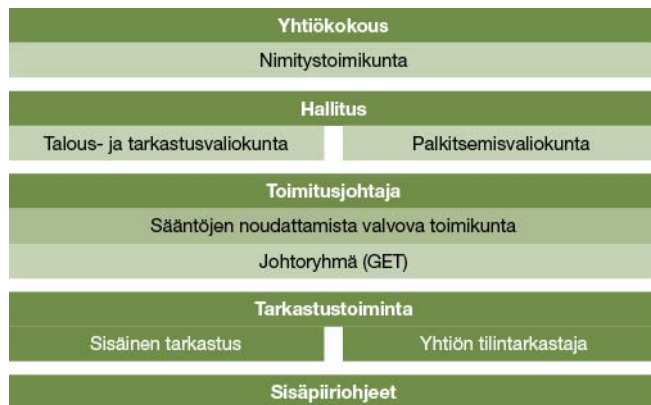 Yhtiökokous
Nimitystoimikunta
Hallitus
Talous- ja tarkastusvaliokunta
Palkitsemisvaliokunta
Toimitusjohtaja
Sääntöjen noudattamista valvova toimikunta
Johtoryhmä (GET)
Tarkastustoiminta
Sisäinen tarkastus
Yhtiön tilintarkastaja
Sisäpiiriohjeet